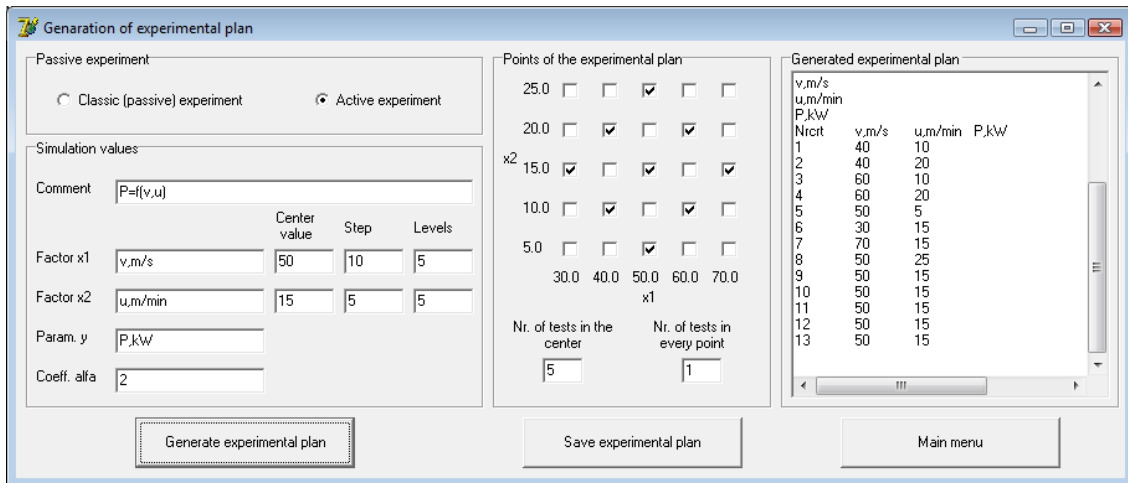 Genaration of experimental plan
Passive experiment
Classic (passive) experiment
Active experiment
Simulation values
Comment P=f(v,u)
Center value Step Levels
Factor x1 v,m/s 50 10 5
Factor x2 u,m/min 15 5 5
Param. y P,kW
Coeff. alfa 2
Generate experimental plan
Points of the experimental plan
25.0
20.0
x2 15.0
10.0
5.0
30.0 40.0 50.0 60.0 70.0
x1
Nr. of tests in the center
5
Nr. of tests in every point
1
Save experimental plan
Generated experimental plan
v,m/s
u,m/min
P,kW
Nrcrt v,m/s u,m/min P,kW
1 40 10
2 40 20
3 60 10
4 60 20
5 50 5
6 30 15
7 70 15
8 50 25
9 50 15
10 50 15
11 50 15
12 50 15
13 50 15
Main menu